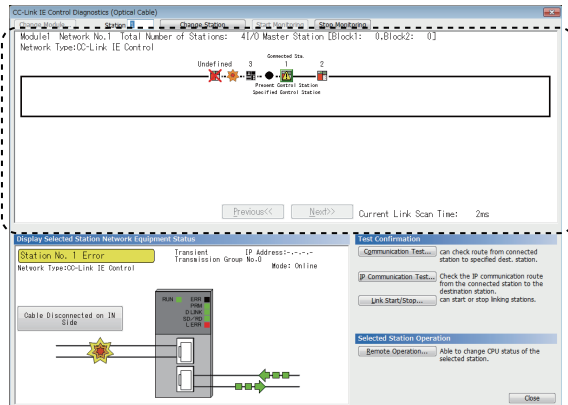 CC-Link IE Control Diagnostics (Optical Cable)
Change Module Station 1 Change Station Start Monitoring Stop Monitoring
Module1 Network No.1 Total Number of Stations: 4[I/O Master Station [Block1: 0,Block2: 0]
Network Type:CC-Link IE Control
Connected Sta.
Undefined 3 1 2
Present Control Station
Specified Control Station
Previous<< Next>> Current Link Scan Time: 2ms
Display Selected Station Network Equipment Status
Station No. 1 Error
Transient
Transmission Group No.0
IP Address:-.-.-.-
Mode: Online
Network Type:CC-Link IE Control
Cable Disconnected on IN
Side
RUN ERR
PRM
D LINK
SD/RD
L ERR
Test Confirmation
Communication Test... can check route from connected
station to specified dest. station.
IP Communication Test... Check the IP communication route
from the connected station to the
destination station.
Link Start/Stop... can start or stop linking stations.
Selected Station Operation
Remote Operation... Able to change CPU status of the
selected station.
Close